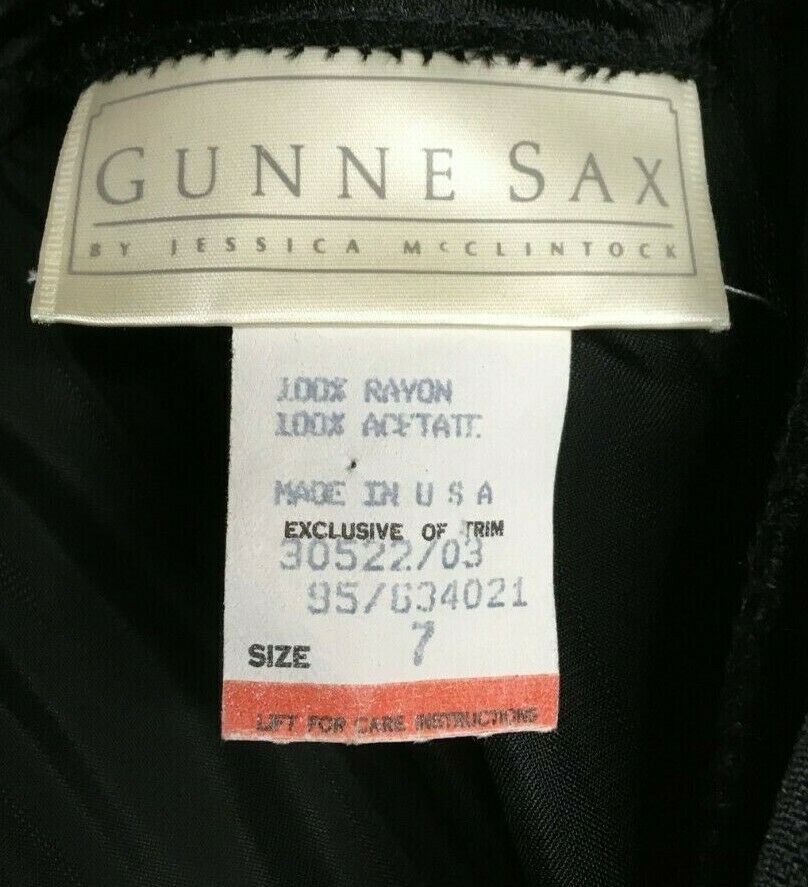 GUNNE SAX
BY JESSICA McCLINTOCK
100% RAYON
100% ACETATE
MADE IN U S A
EXCLUSIVE OF TRIM
30522/03
95/634021
SIZE 7
LIFT FOR CARE INSTRUCTIONS